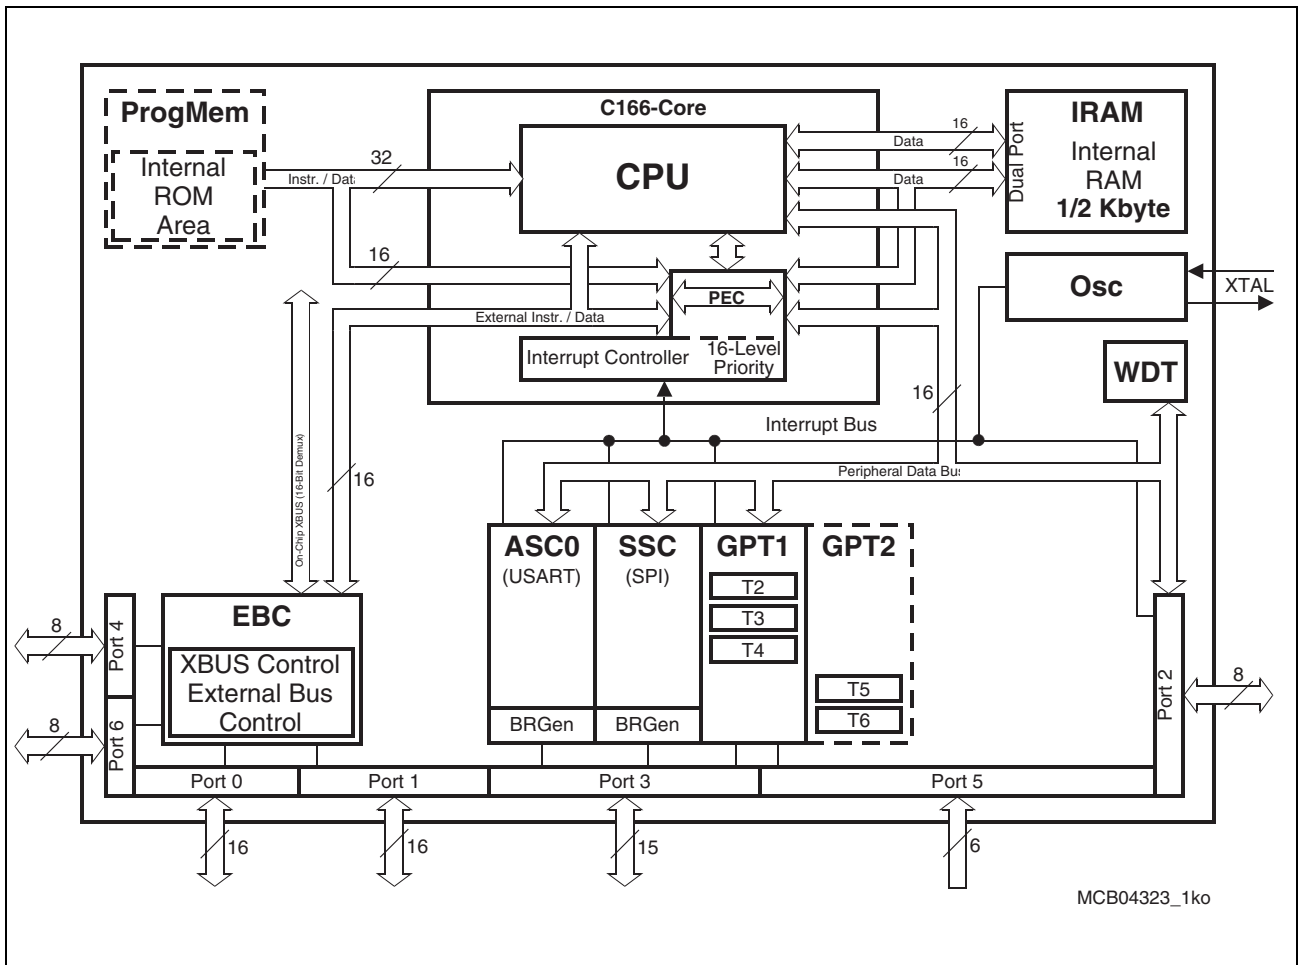 C166-Core
ProgMem
Internal
ROM
Area
32
Instr. / Data
CPU
16
Data
16
Data
Dual Port
IRAM
Internal
RAM
1/2 Kbyte
16
PEC
External Instr. / Data
Interrupt Controller
16-Level
Priority
Osc
XTAL
WDT
16
Interrupt Bus
Peripheral Data Bus
On-Chip XBUS (16-Bit Demux)
16
ASC0
(USART)
BRGen
SSC
(SPI)
BRGen
GPT1
T2
T3
T4
GPT2
T5
T6
EBC
XBUS Control
External Bus
Control
8
Port 4
8
Port 6
Port 2
8
Port 0
Port 1
Port 3
Port 5
16
16
15
6
MCB04323_1ko